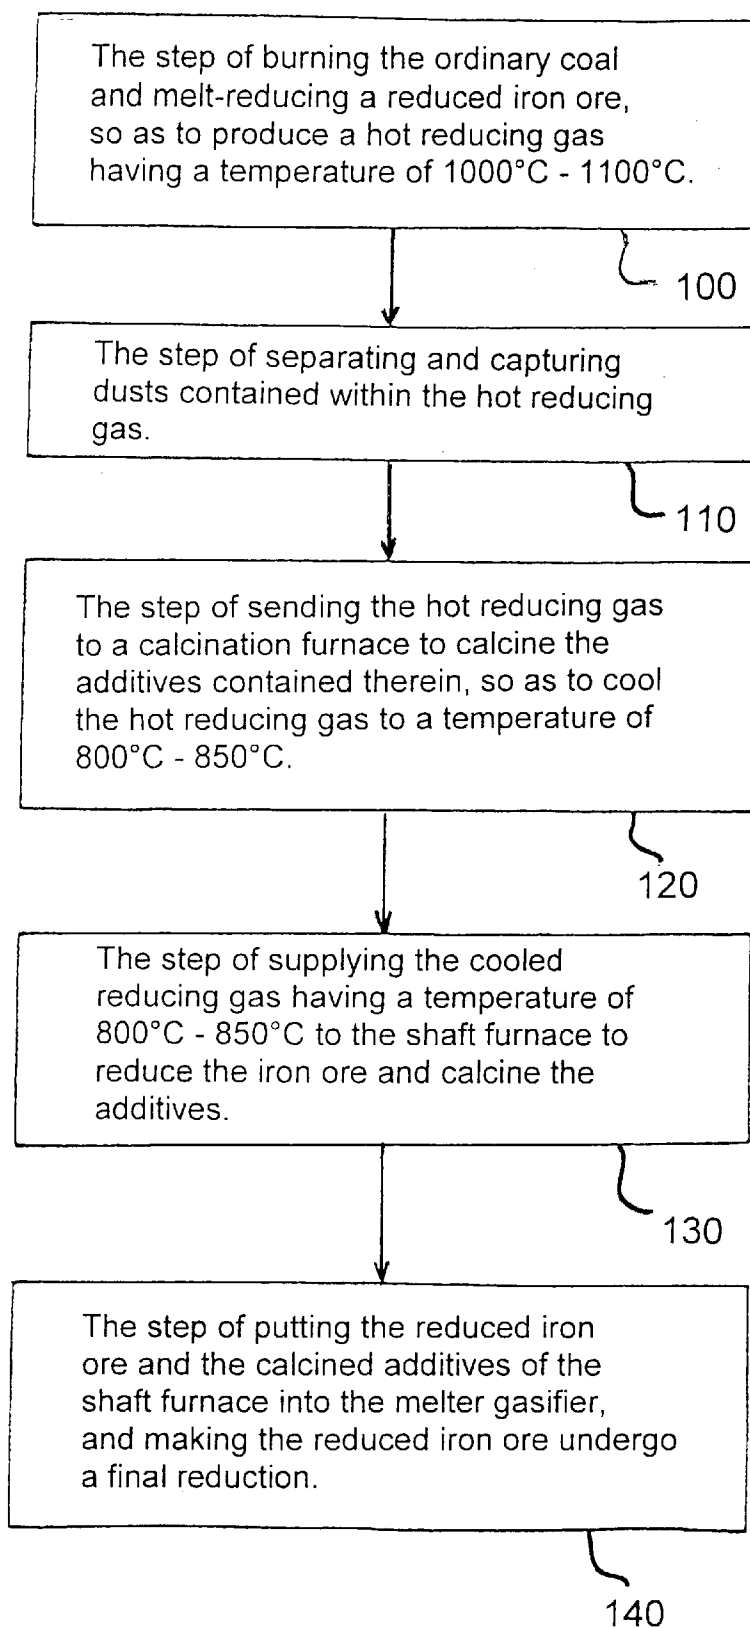 The step of burning the ordinary coal
and melt-reducing a reduced iron ore,
so as to produce a hot reducing gas
having a temperature of 1000°C - 1100°C.
100
The step of separating and capturing
dusts contained within the hot reducing
gas.
110
The step of sending the hot reducing gas
to a calcination furnace to calcine the
additives contained therein, so as to cool
the hot reducing gas to a temperature of
800°C - 850°C.
120
The step of supplying the cooled
reducing gas having a temperature of
800°C - 850°C to the shaft furnace to
reduce the iron ore and calcine the
additives.
130
The step of putting the reduced iron
ore and the calcined additives of the
shaft furnace into the melter gasifier,
and making the reduced iron ore undergo
a final reduction.
140